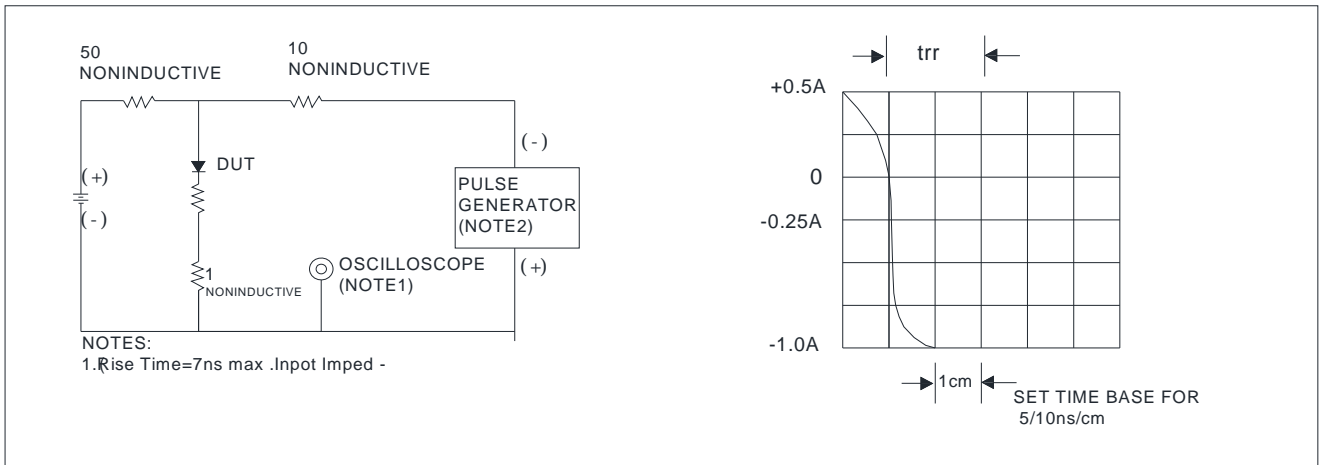 50
NONINDUCTIVE
10
NONINDUCTIVE
(+)
(-)
DUT
1
NONINDUCTIVE
OSCILLOSCOPE
(NOTE1)
(-)
PULSE
GENERATOR
(NOTE2)
(+)
NOTES:
1.Rise Time=7ns max .Inpot Imped -
trr
+0.5A
0
-0.25A
-1.0A
1cm
SET TIME BASE FOR
5/10ns/cm